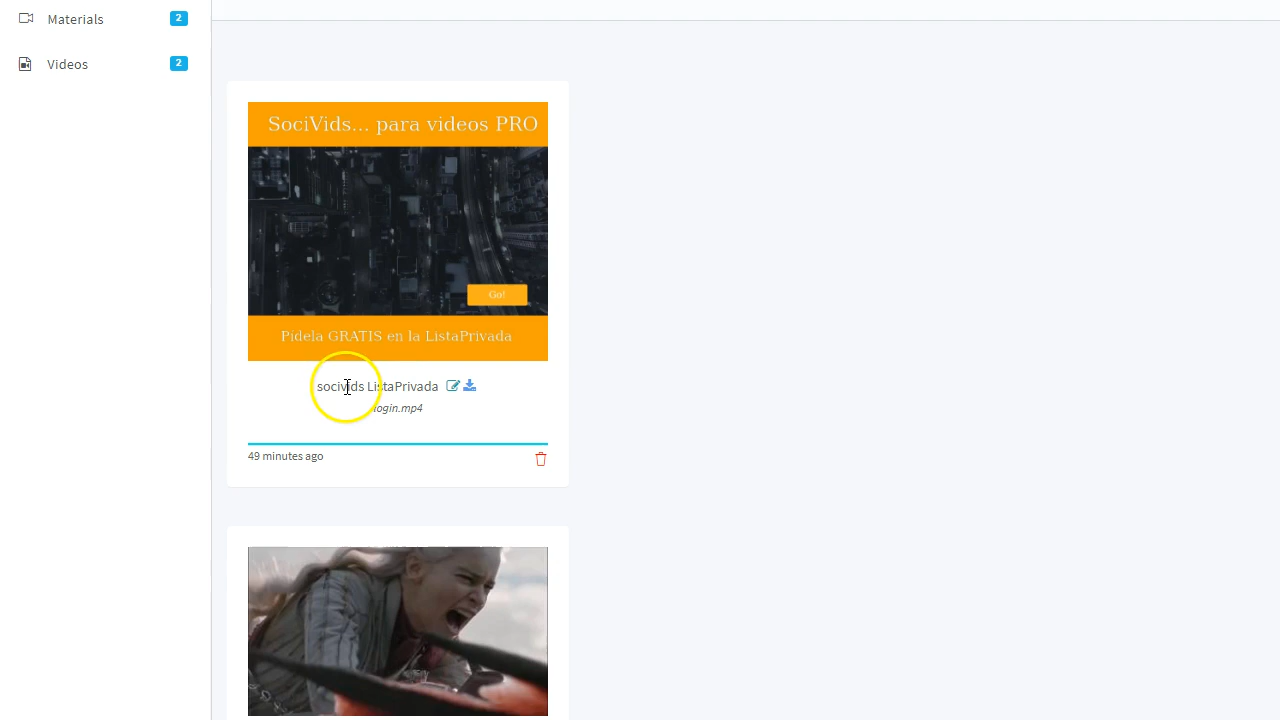 Materials 2
Videos 2
SociVids... para videos PRO
Go!
Pidela GRATIS en la ListaPrivada
socivids ListaPrivada
login.mp4
49 minutes ago